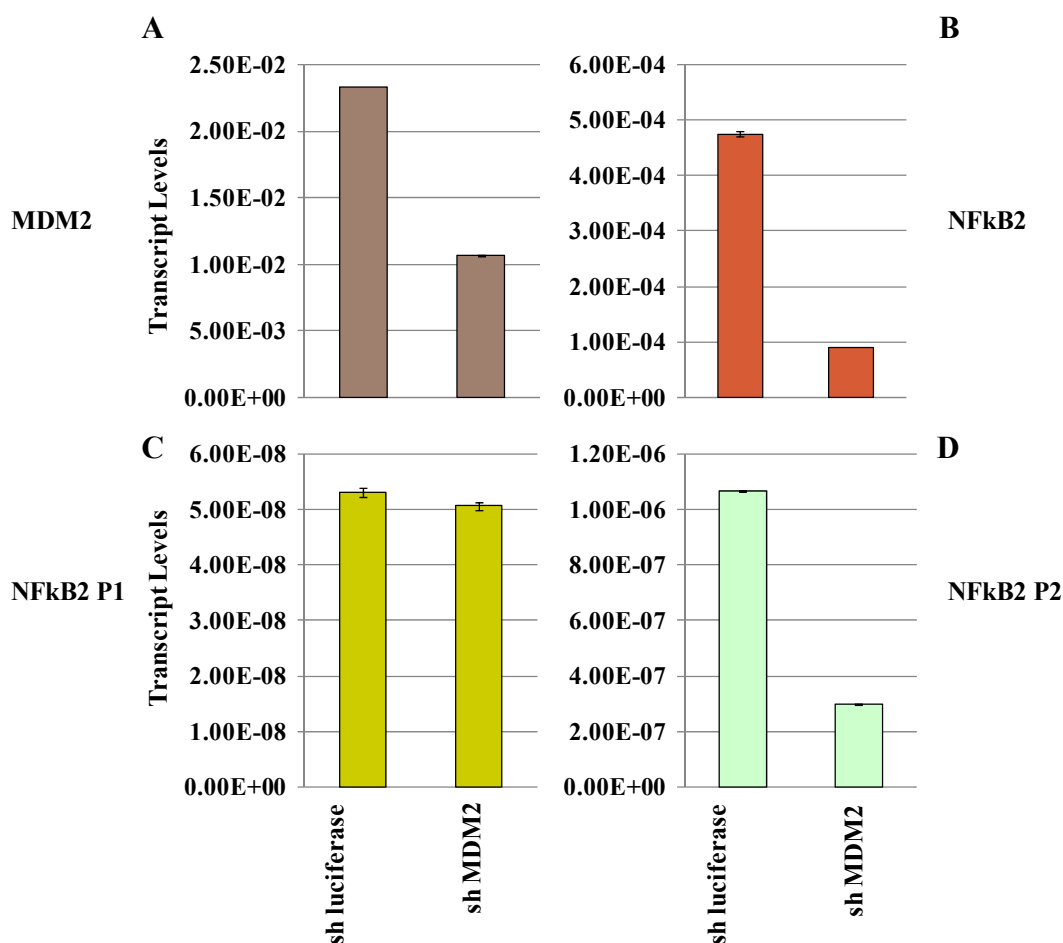 A
B
2.50E-02
2.00E-02
1.50E-02
1.00E-02
5.00E-03
0.00E+00
Transcript Levels
MDM2
6.00E-04
5.00E-04
4.00E-04
3.00E-04
2.00E-04
1.00E-04
0.00E+00
NFkB2
C
D
6.00E-08
5.00E-08
4.00E-08
3.00E-08
2.00E-08
1.00E-08
0.00E+00
Transcript Levels
NFkB2 P1
sh luciferase
sh MDM2
1.20E-06
1.00E-06
8.00E-07
6.00E-07
4.00E-07
2.00E-07
0.00E+00
NFkB2 P2
sh luciferase
sh MDM2